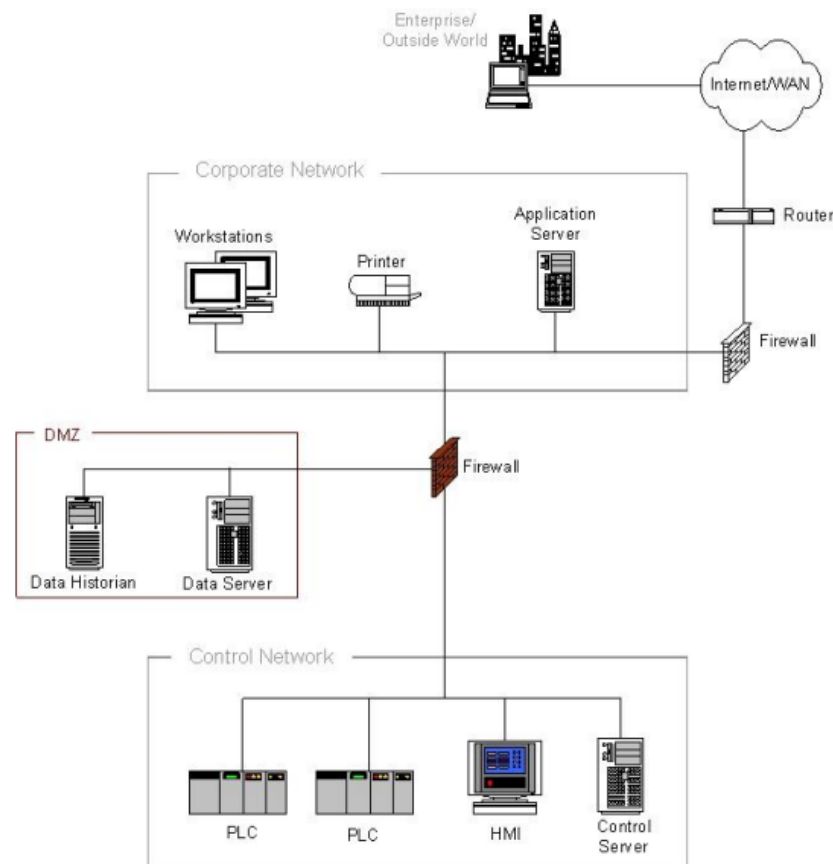 Enterprise/
Outside World
Internet/WAN
Corporate Network
Router
Application
Server
Workstations
Printer
Firewall
DMZ
Firewall
Data Historian
Data Server
Control Network
PLC
PLC
HMI
Control
Server